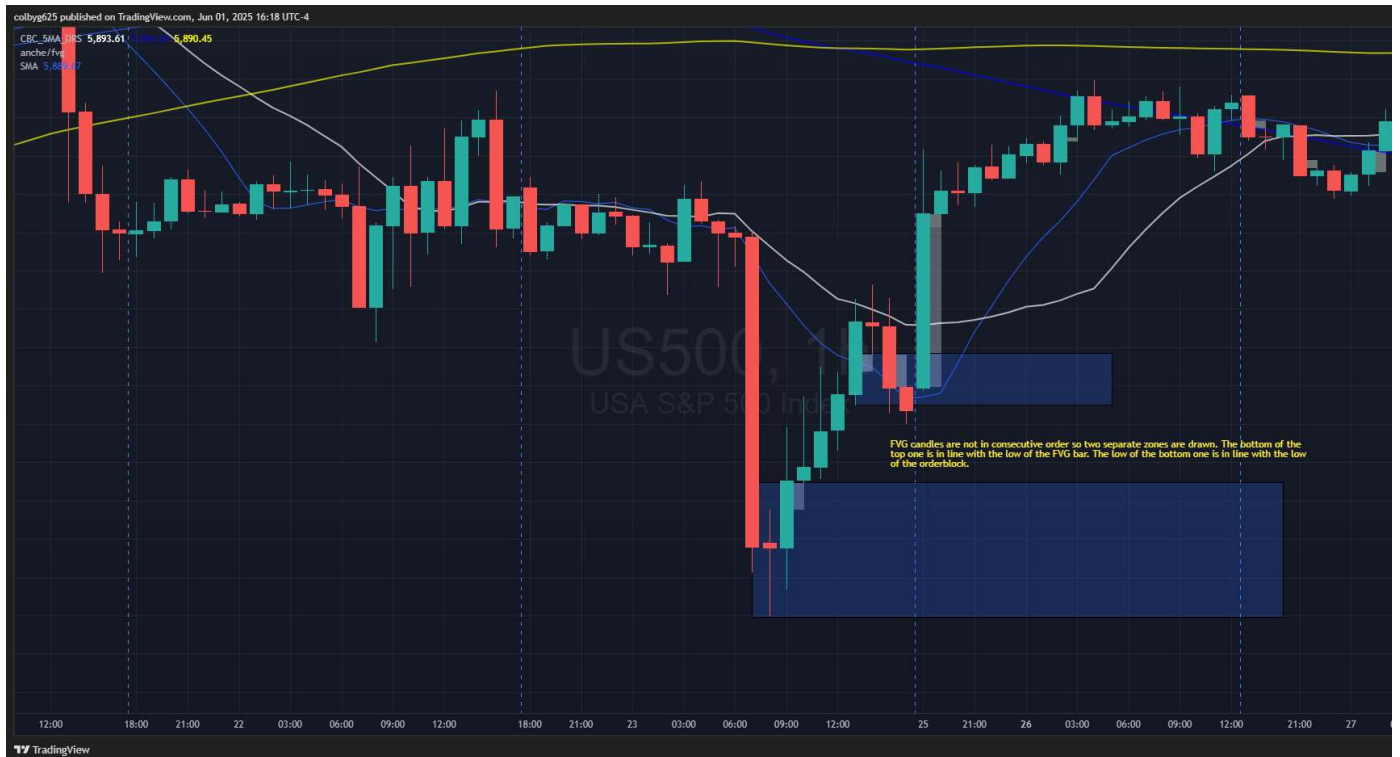 colbyg625 published on TradingView.com, Jun 01, 2025 16:18 UTC-4
CBC_5MA_DRS 5,893.61 5,890.45
anche/fvg
SMA
US500, 1h
USA S&P 500 Index
FVG candles are not in consecutive order so two separate zones are drawn. The bottom of the
top one is in line with the low of the FVG bar. The low of the bottom one is in line with the low
of the orderblock.
12:00 18:00 21:00 22 03:00 06:00 09:00 12:00 18:00 21:00 23 03:00 06:00 09:00 12:00 25 21:00 26 03:00 06:00 09:00 12:00 21:00 27
TradingView